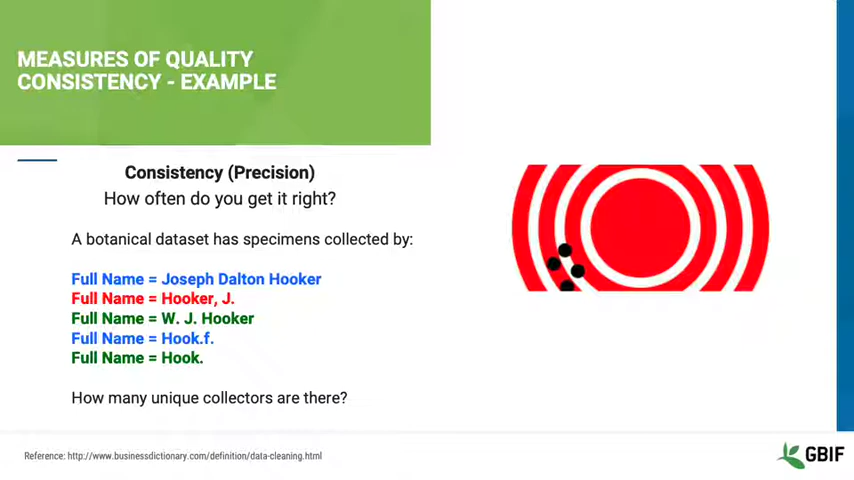 MEASURES OF QUALITY
CONSISTENCY - EXAMPLE
Consistency (Precision)
How often do you get it right?
A botanical dataset has specimens collected by:
Full Name = Joseph Dalton Hooker
Full Name = Hooker, J.
Full Name = W. J. Hooker
Full Name = Hook.f.
Full Name = Hook.
How many unique collectors are there?
Reference: http://www.businessdictionary.com/definition/data-cleaning.html
GBIF